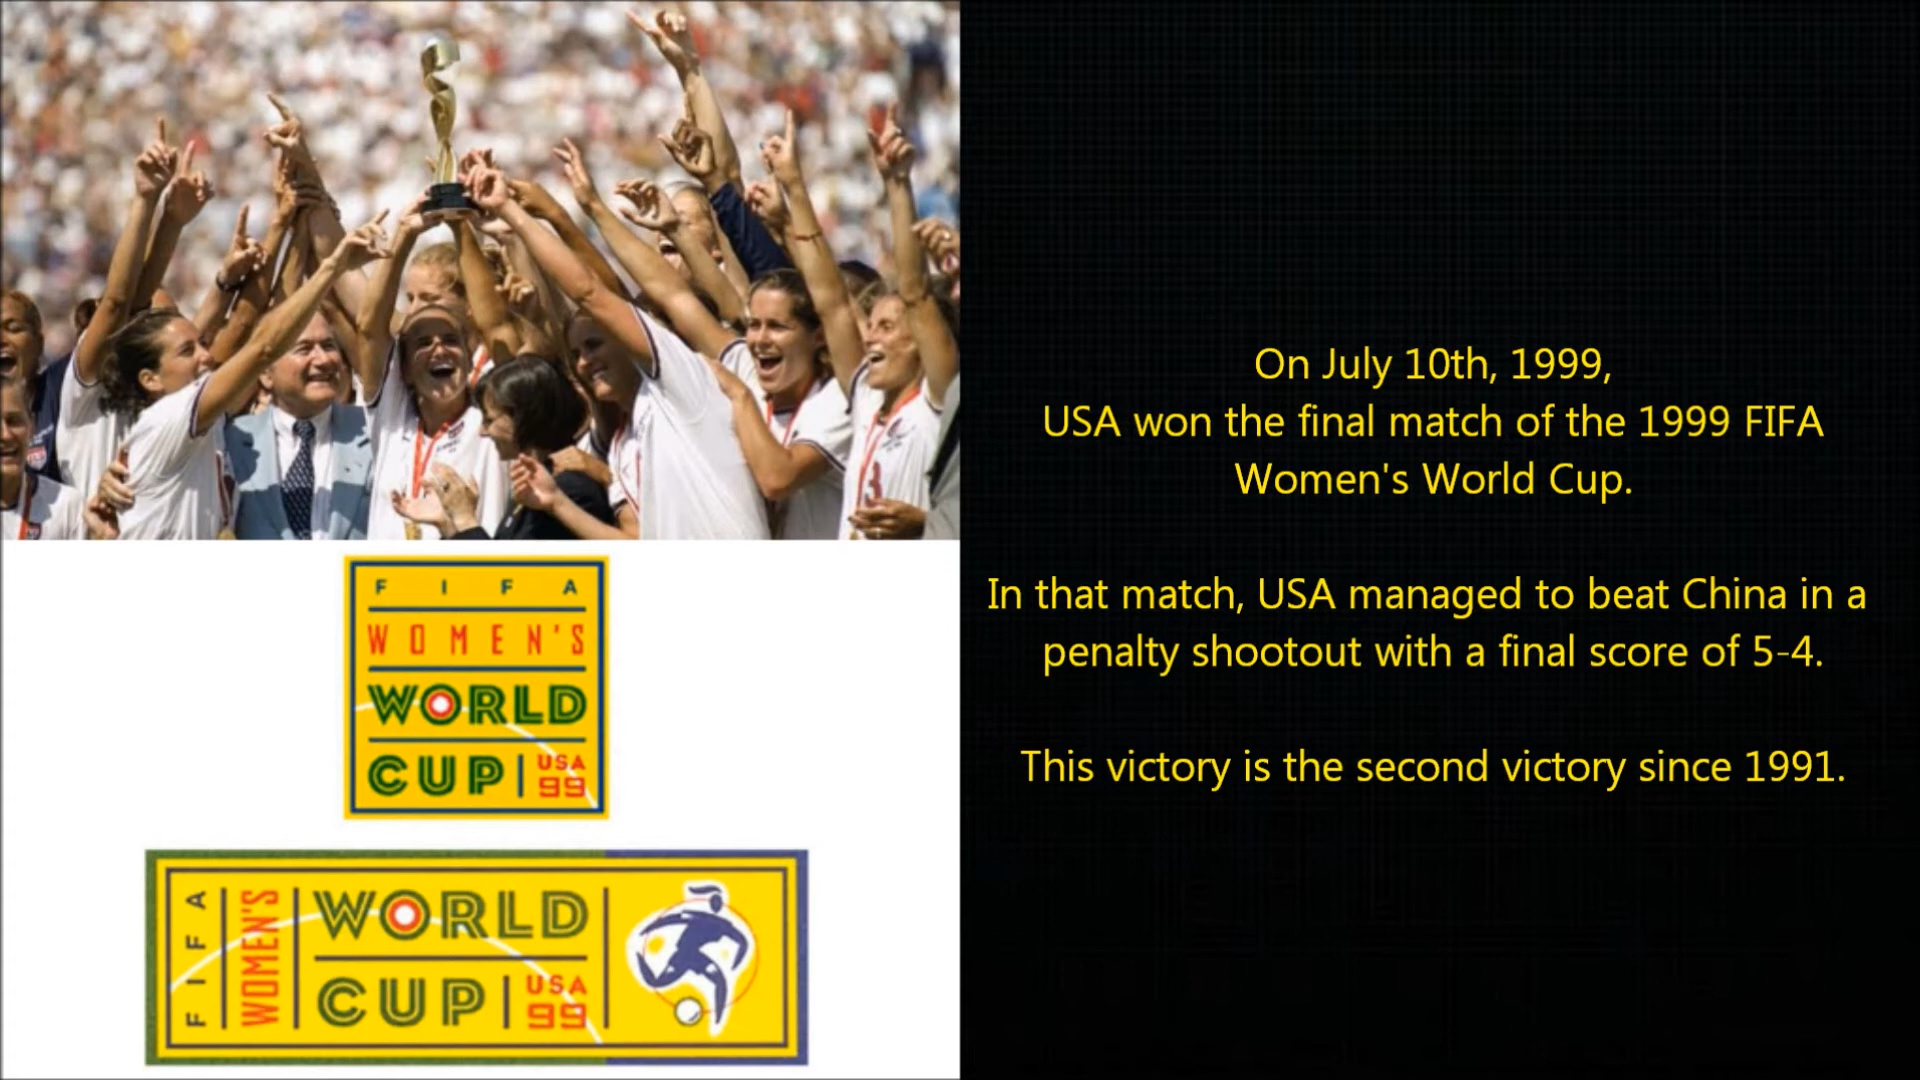 On July 10th, 1999,
USA won the final match of the 1999 FIFA
Women's World Cup.
In that match, USA managed to beat China in a
penalty shootout with a final score of 5-4.
This victory is the second victory since 1991.
3
FIFA
WOMEN'S
WORLD
CUP USA
99
FIFA
WOMEN'S
WORLD
CUP USA
99